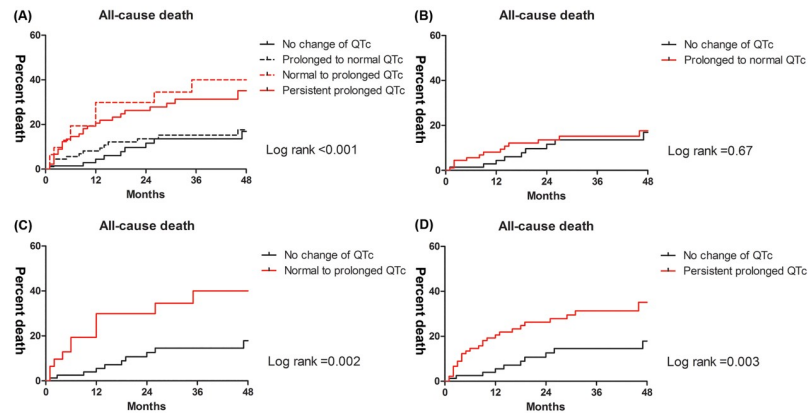 (A) All-cause death
No change of QTc
Prolonged to normal QTc
Normal to prolonged QTc
Persistent prolonged QTc
Percent death
60
40
20
0
0 12 24 36 48
Months
Log rank <0.001
(B) All-cause death
No change of QTc
Prolonged to normal QTc
Percent death
60
40
20
0
0 12 24 36 48
Months
Log rank =0.67
(C) All-cause death
No change of QTc
Normal to prolonged QTc
Percent death
60
40
20
0
0 12 24 36 48
Months
Log rank =0.002
(D) All-cause death
No change of QTc
Persistent prolonged QTc
Percent death
60
40
20
0
0 12 24 36 48
Months
Log rank =0.003